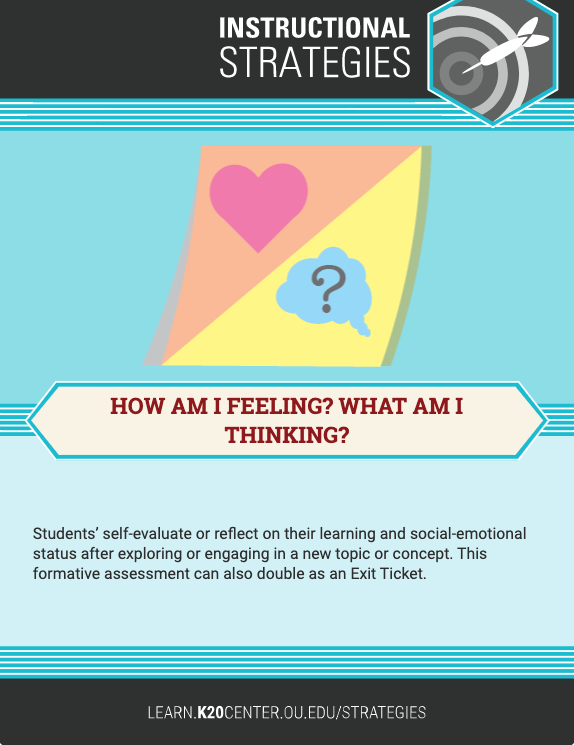 INSTRUCTIONAL
STRATEGIES
?
HOW AM I FEELING? WHAT AM I
THINKING?
Students’ self-evaluate or reflect on their learning and social-emotional
status after exploring or engaging in a new topic or concept. This
formative assessment can also double as an Exit Ticket.
LEARN.K20CENTER.OU.EDU/STRATEGIES